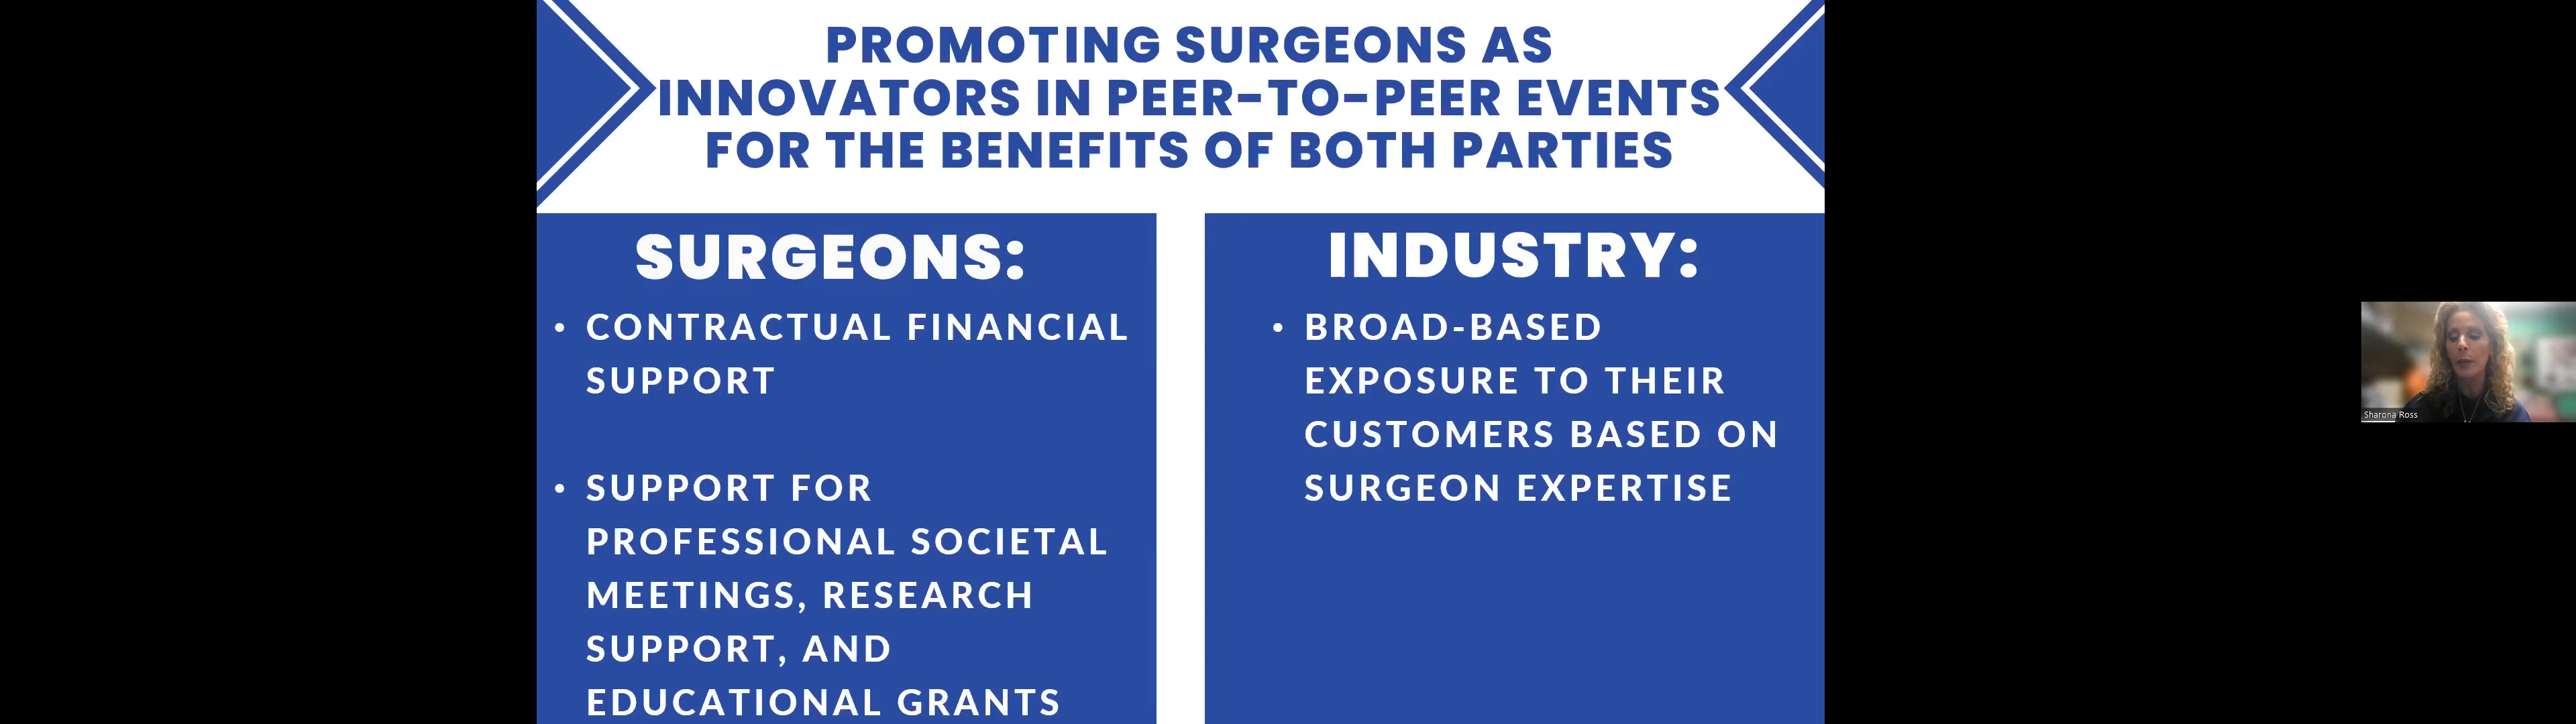 PROMOTING SURGEONS AS
INNOVATORS IN PEER-TO-PEER EVENTS
FOR THE BENEFITS OF BOTH PARTIES
SURGEONS:
• CONTRACTUAL FINANCIAL
SUPPORT
• SUPPORT FOR
PROFESSIONAL SOCIETAL
MEETINGS, RESEARCH
SUPPORT, AND
EDUCATIONAL GRANTS
INDUSTRY:
• BROAD-BASED
EXPOSURE TO THEIR
CUSTOMERS BASED ON
SURGEON EXPERTISE
Sharona Ross